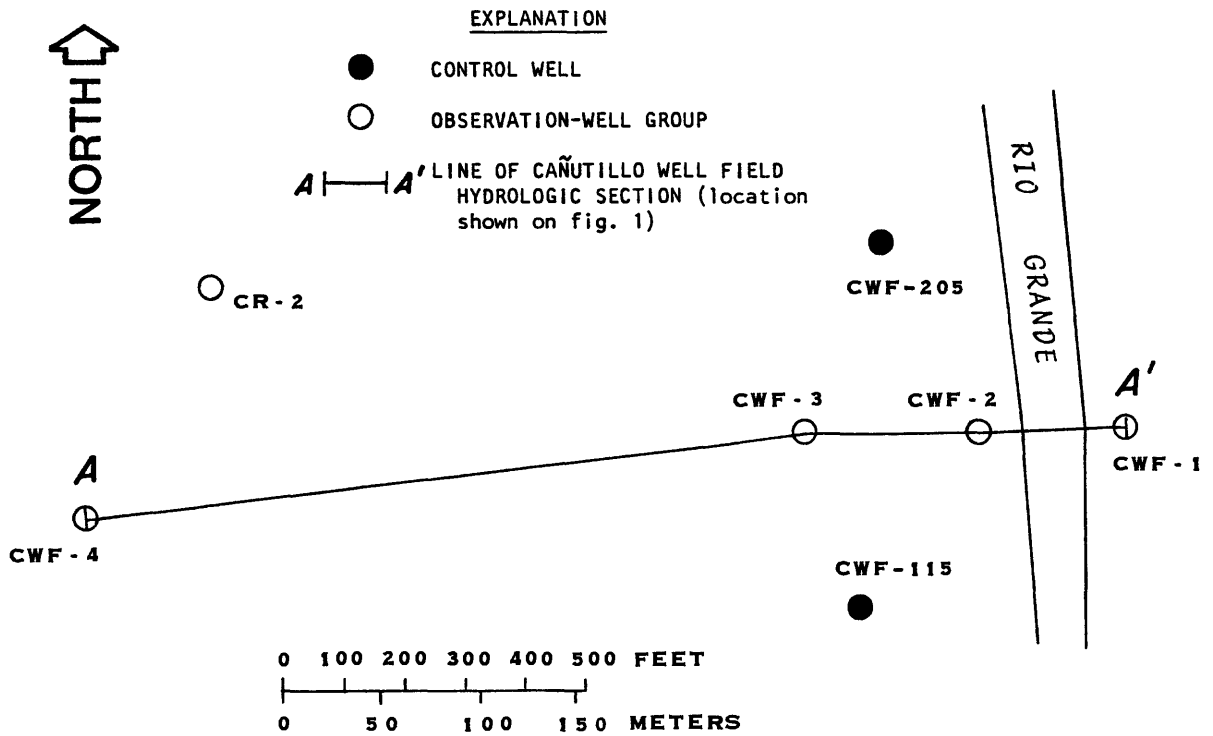 EXPLANATION
NORTH
CONTROL WELL
OBSERVATION-WELL GROUP
A A' LINE OF CAÑUTILLO WELL FIELD
HYDROLOGIC SECTION (location
shown on fig. 1)
RIO GRANDE
CR-2
CWF-205
CWF-3
CWF-2
A'
CWF-1
A
CWF-4
CWF-115
0 100 200 300 400 500 FEET
0 50 100 150 METERS